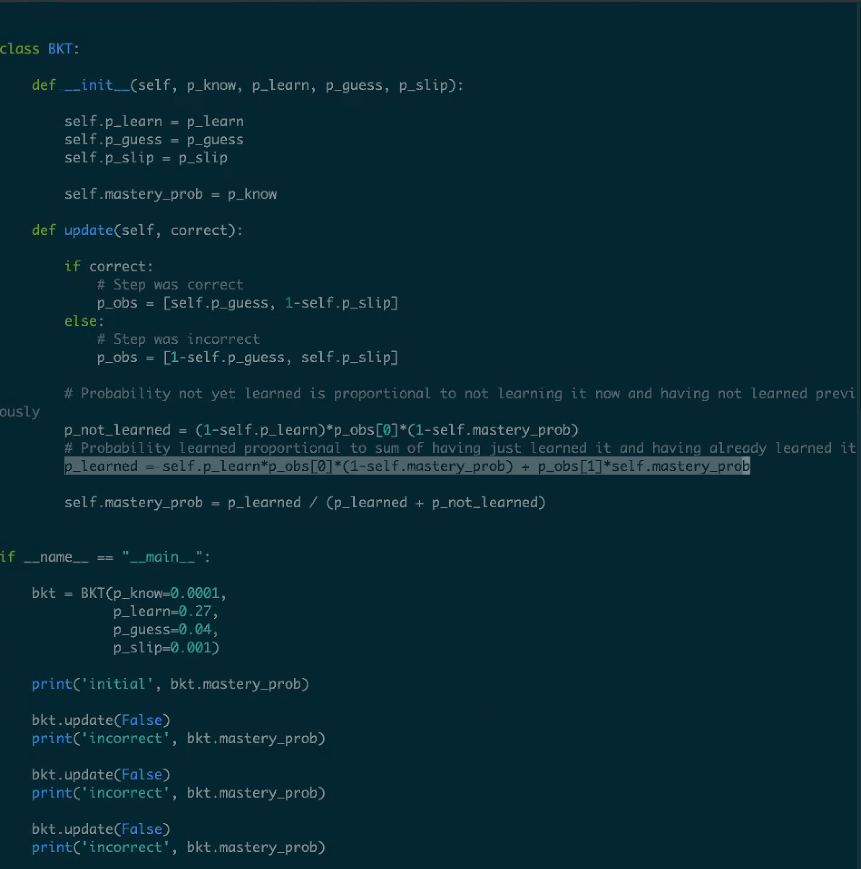 class BKT:
    def __init__(self, p_know, p_learn, p_guess, p_slip):
        self.p_learn = p_learn
        self.p_guess = p_guess
        self.p_slip = p_slip
        self.mastery_prob = p_know
    def update(self, correct):
        if correct:
            # Step was correct
            p_obs = [self.p_guess, 1-self.p_slip]
        else:
            # Step was incorrect
            p_obs = [1-self.p_guess, self.p_slip]
        # Probability not yet learned is proportional to not learning it now and having not learned previ
ously
        p_not_learned = (1-self.p_learn)*p_obs[0]*(1-self.mastery_prob)
        # Probability learned proportional to sum of having just learned it and having already learned it
        p_learned = self.p_learn*p_obs[0]*(1-self.mastery_prob) + p_obs[1]*self.mastery_prob
        self.mastery_prob = p_learned / (p_learned + p_not_learned)
if __name__ == "__main__":
    bkt = BKT(p_know=0.0001,
              p_learn=0.27,
              p_guess=0.04,
              p_slip=0.001)
    print('initial', bkt.mastery_prob)
    bkt.update(False)
    print('incorrect', bkt.mastery_prob)
    bkt.update(False)
    print('incorrect', bkt.mastery_prob)
    bkt.update(False)
    print('incorrect', bkt.mastery_prob)